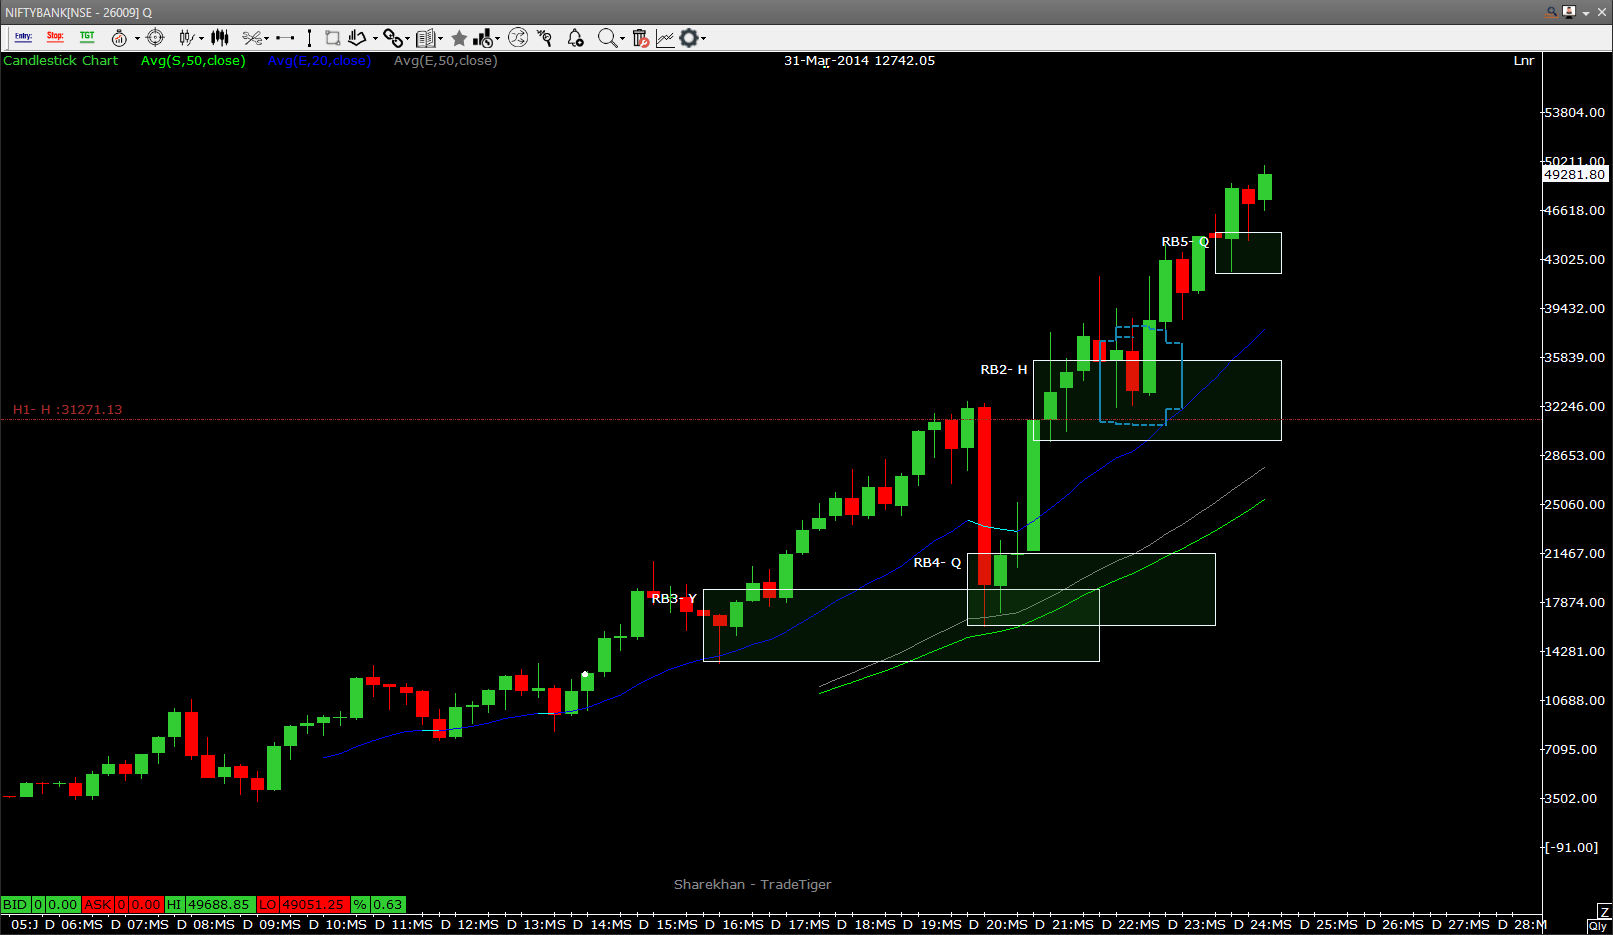 NIFTYBANK[NSE - 26009] Q
Entry: Stop: TGT
Candlestick Chart Avg(S,50,close) Avg(E,20,close) Avg(E,50,close) 31-Mar-2014 12742.05 Lnr
53804.00
50211.00
49281.80
46618.00
RB5- Q
43025.00
39432.00
35839.00
RB2- H
H1- H :31271.13
32246.00
28653.00
25060.00
21467.00
RB4- Q
RB3- Y
17874.00
14281.00
10688.00
7095.00
3502.00
[-91.00]
Sharekhan - TradeTiger
BID 0 0.00 ASK 0 0.00 HI 49688.85 LO 49051.25 % 0.63
Z
05:J D 06:MS D 07:MS D 08:MS D 09:MS D 10:MS D 11:MS D 12:MS D 13:MS D 14:MS D 15:MS D 16:MS D 17:MS D 18:MS D 19:MS D 20:MS D 21:MS D 22:MS D 23:MS D 24:MS D 25:MS D 26:MS D 27:MS D 28:M
Qly